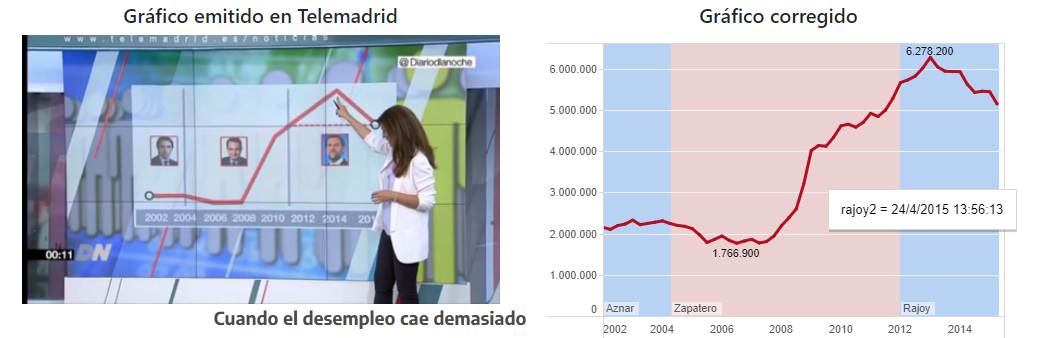 Gráfico emitido en Telemadrid
www.telemadrid.es/noticias
@Diariodlanoche
2002 2004 2006 2008 2010 2012 2014 201
00:11 DN
Cuando el desempleo cae demasiado
Gráfico corregido
6.278.200
6.000.000
5.000.000
4.000.000
3.000.000
rajoy2 = 24/4/2015 13:56:13
2.000.000
1.766.900
1.000.000
0 Aznar Zapatero Rajoy
2002 2004 2006 2008 2010 2012 2014